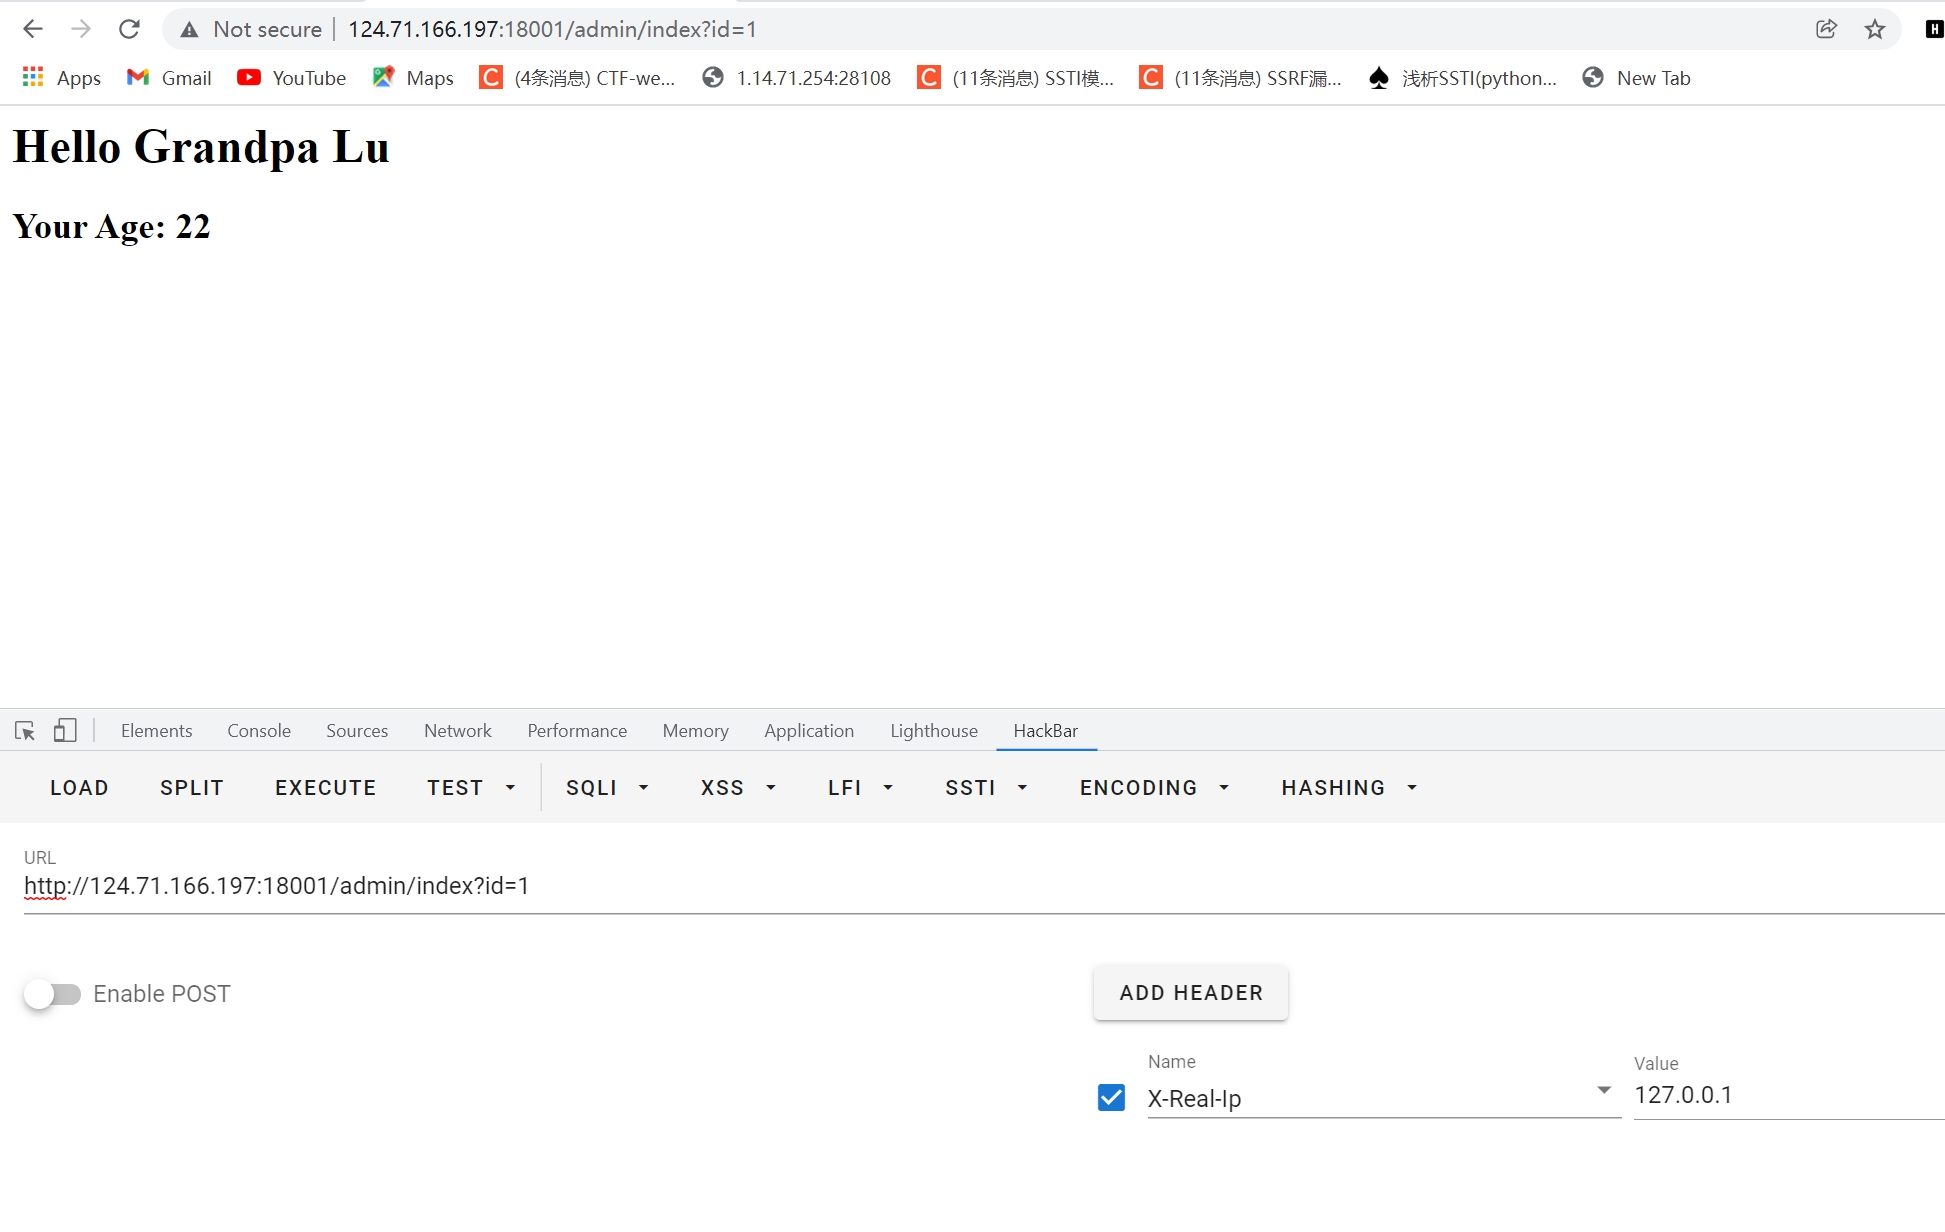 Not secure 124.71.166.197:18001/admin/index?id=1
Apps Gmail YouTube Maps (4条消息) CTF-we... 1.14.71.254:28108 (11条消息) SSTI模... (11条消息) SSRF漏... 浅析SSTI(python... New Tab
Hello Grandpa Lu
Your Age: 22
Elements Console Sources Network Performance Memory Application Lighthouse HackBar
LOAD SPLIT EXECUTE TEST SQLI XSS LFI SSTI ENCODING HASHING
URL
http://124.71.166.197:18001/admin/index?id=1
Enable POST
ADD HEADER
Name Value
X-Real-Ip 127.0.0.1